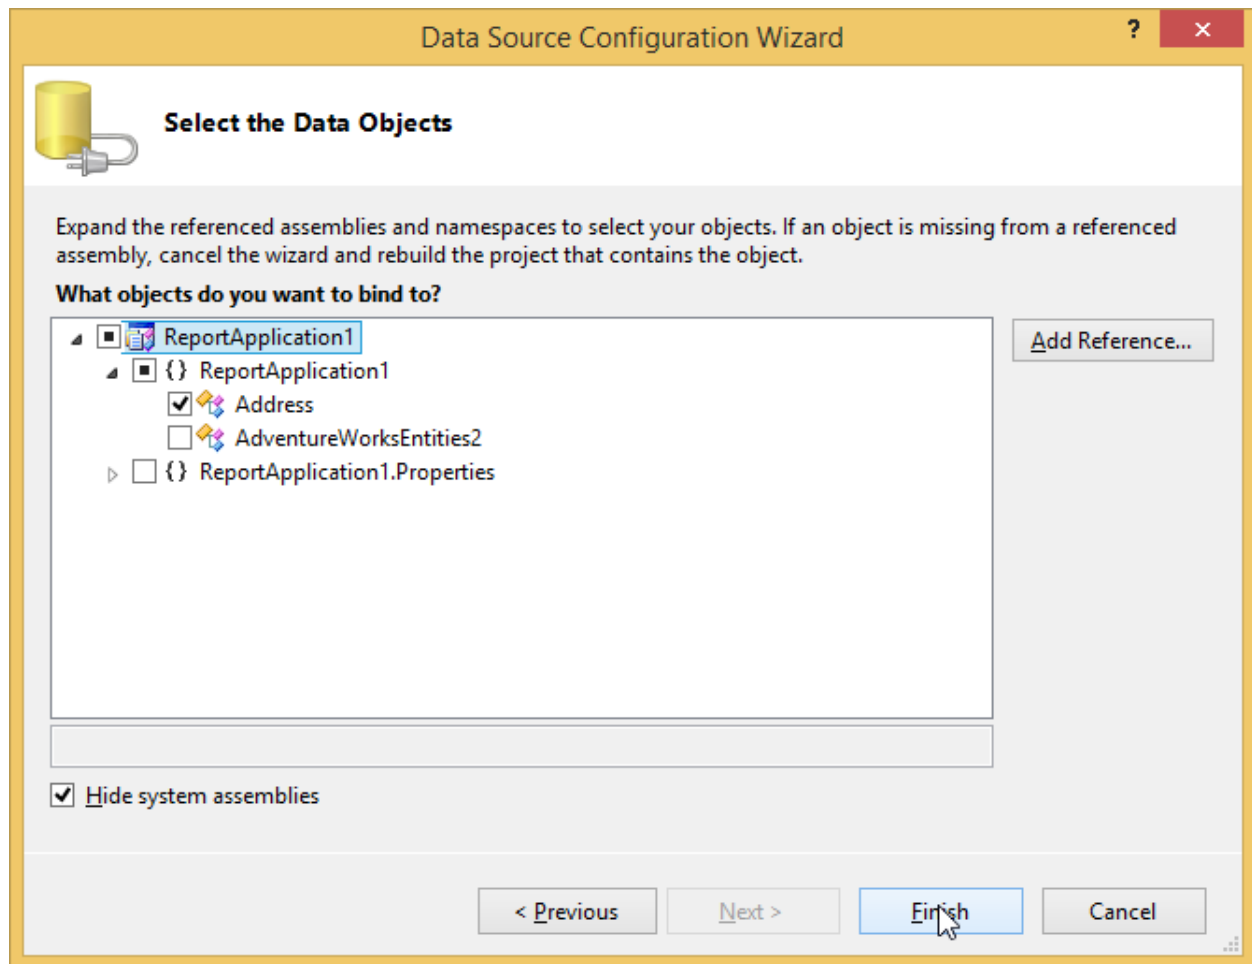 Data Source Configuration Wizard
?
Select the Data Objects
Expand the referenced assemblies and namespaces to select your objects. If an object is missing from a referenced
assembly, cancel the wizard and rebuild the project that contains the object.
What objects do you want to bind to?
ReportApplication1
Add Reference...
{} ReportApplication1
Address
AdventureWorksEntities2
{} ReportApplication1.Properties
Hide system assemblies
< Previous
Next >
Finish
Cancel